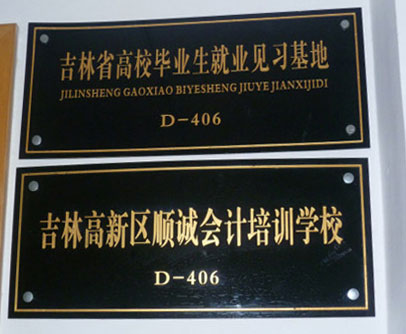 吉林省高校毕业生就业见习基地
JILINSHENG GAOXIAO BIYESHENG JIUYE JIANXIJIDI
D-406
吉林高新区顺诚会计培训学校
D-406